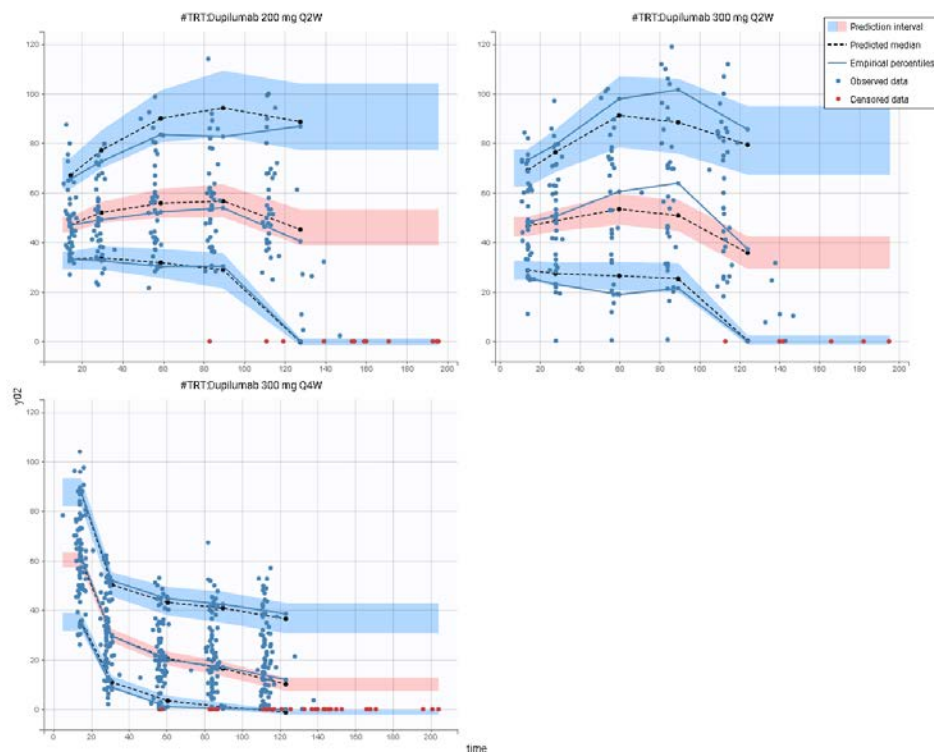 #TRT:Dupilumab 200 mg Q2W
#TRT:Dupilumab 300 mg Q2W
Prediction interval
Predicted median
Empirical percentiles
Observed data
Censored data
120
100
80
60
40
20
0
0 20 40 60 80 100 120 140 160 180 200
120
100
80
60
40
20
0
0 20 40 60 80 100 120 140 160 180 200
#TRT:Dupilumab 300 mg Q4W
y02
120
100
80
60
40
20
0
0 20 40 60 80 100 120 140 160 180 200
time